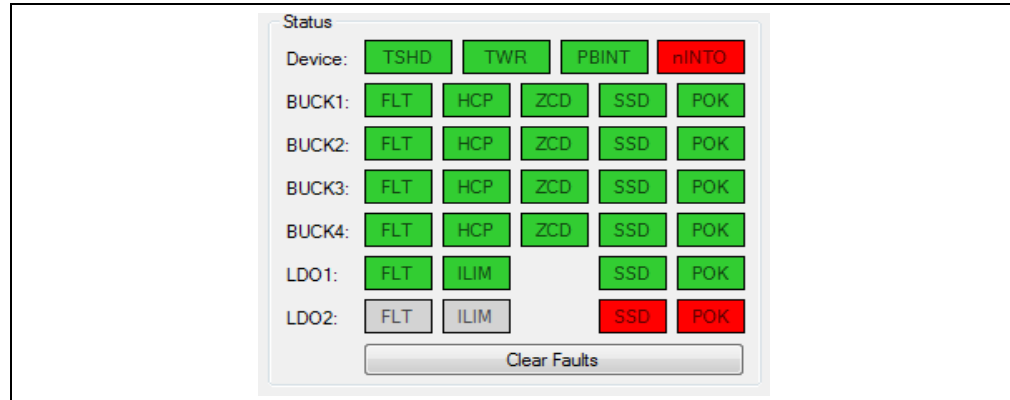 Status
Device: TSHD TWR PBINT nINTO
BUCK1: FLT HCP ZCD SSD POK
BUCK2: FLT HCP ZCD SSD POK
BUCK3: FLT HCP ZCD SSD POK
BUCK4: FLT HCP ZCD SSD POK
LDO1: FLT ILIM SSD POK
LDO2: FLT ILIM SSD POK
Clear Faults